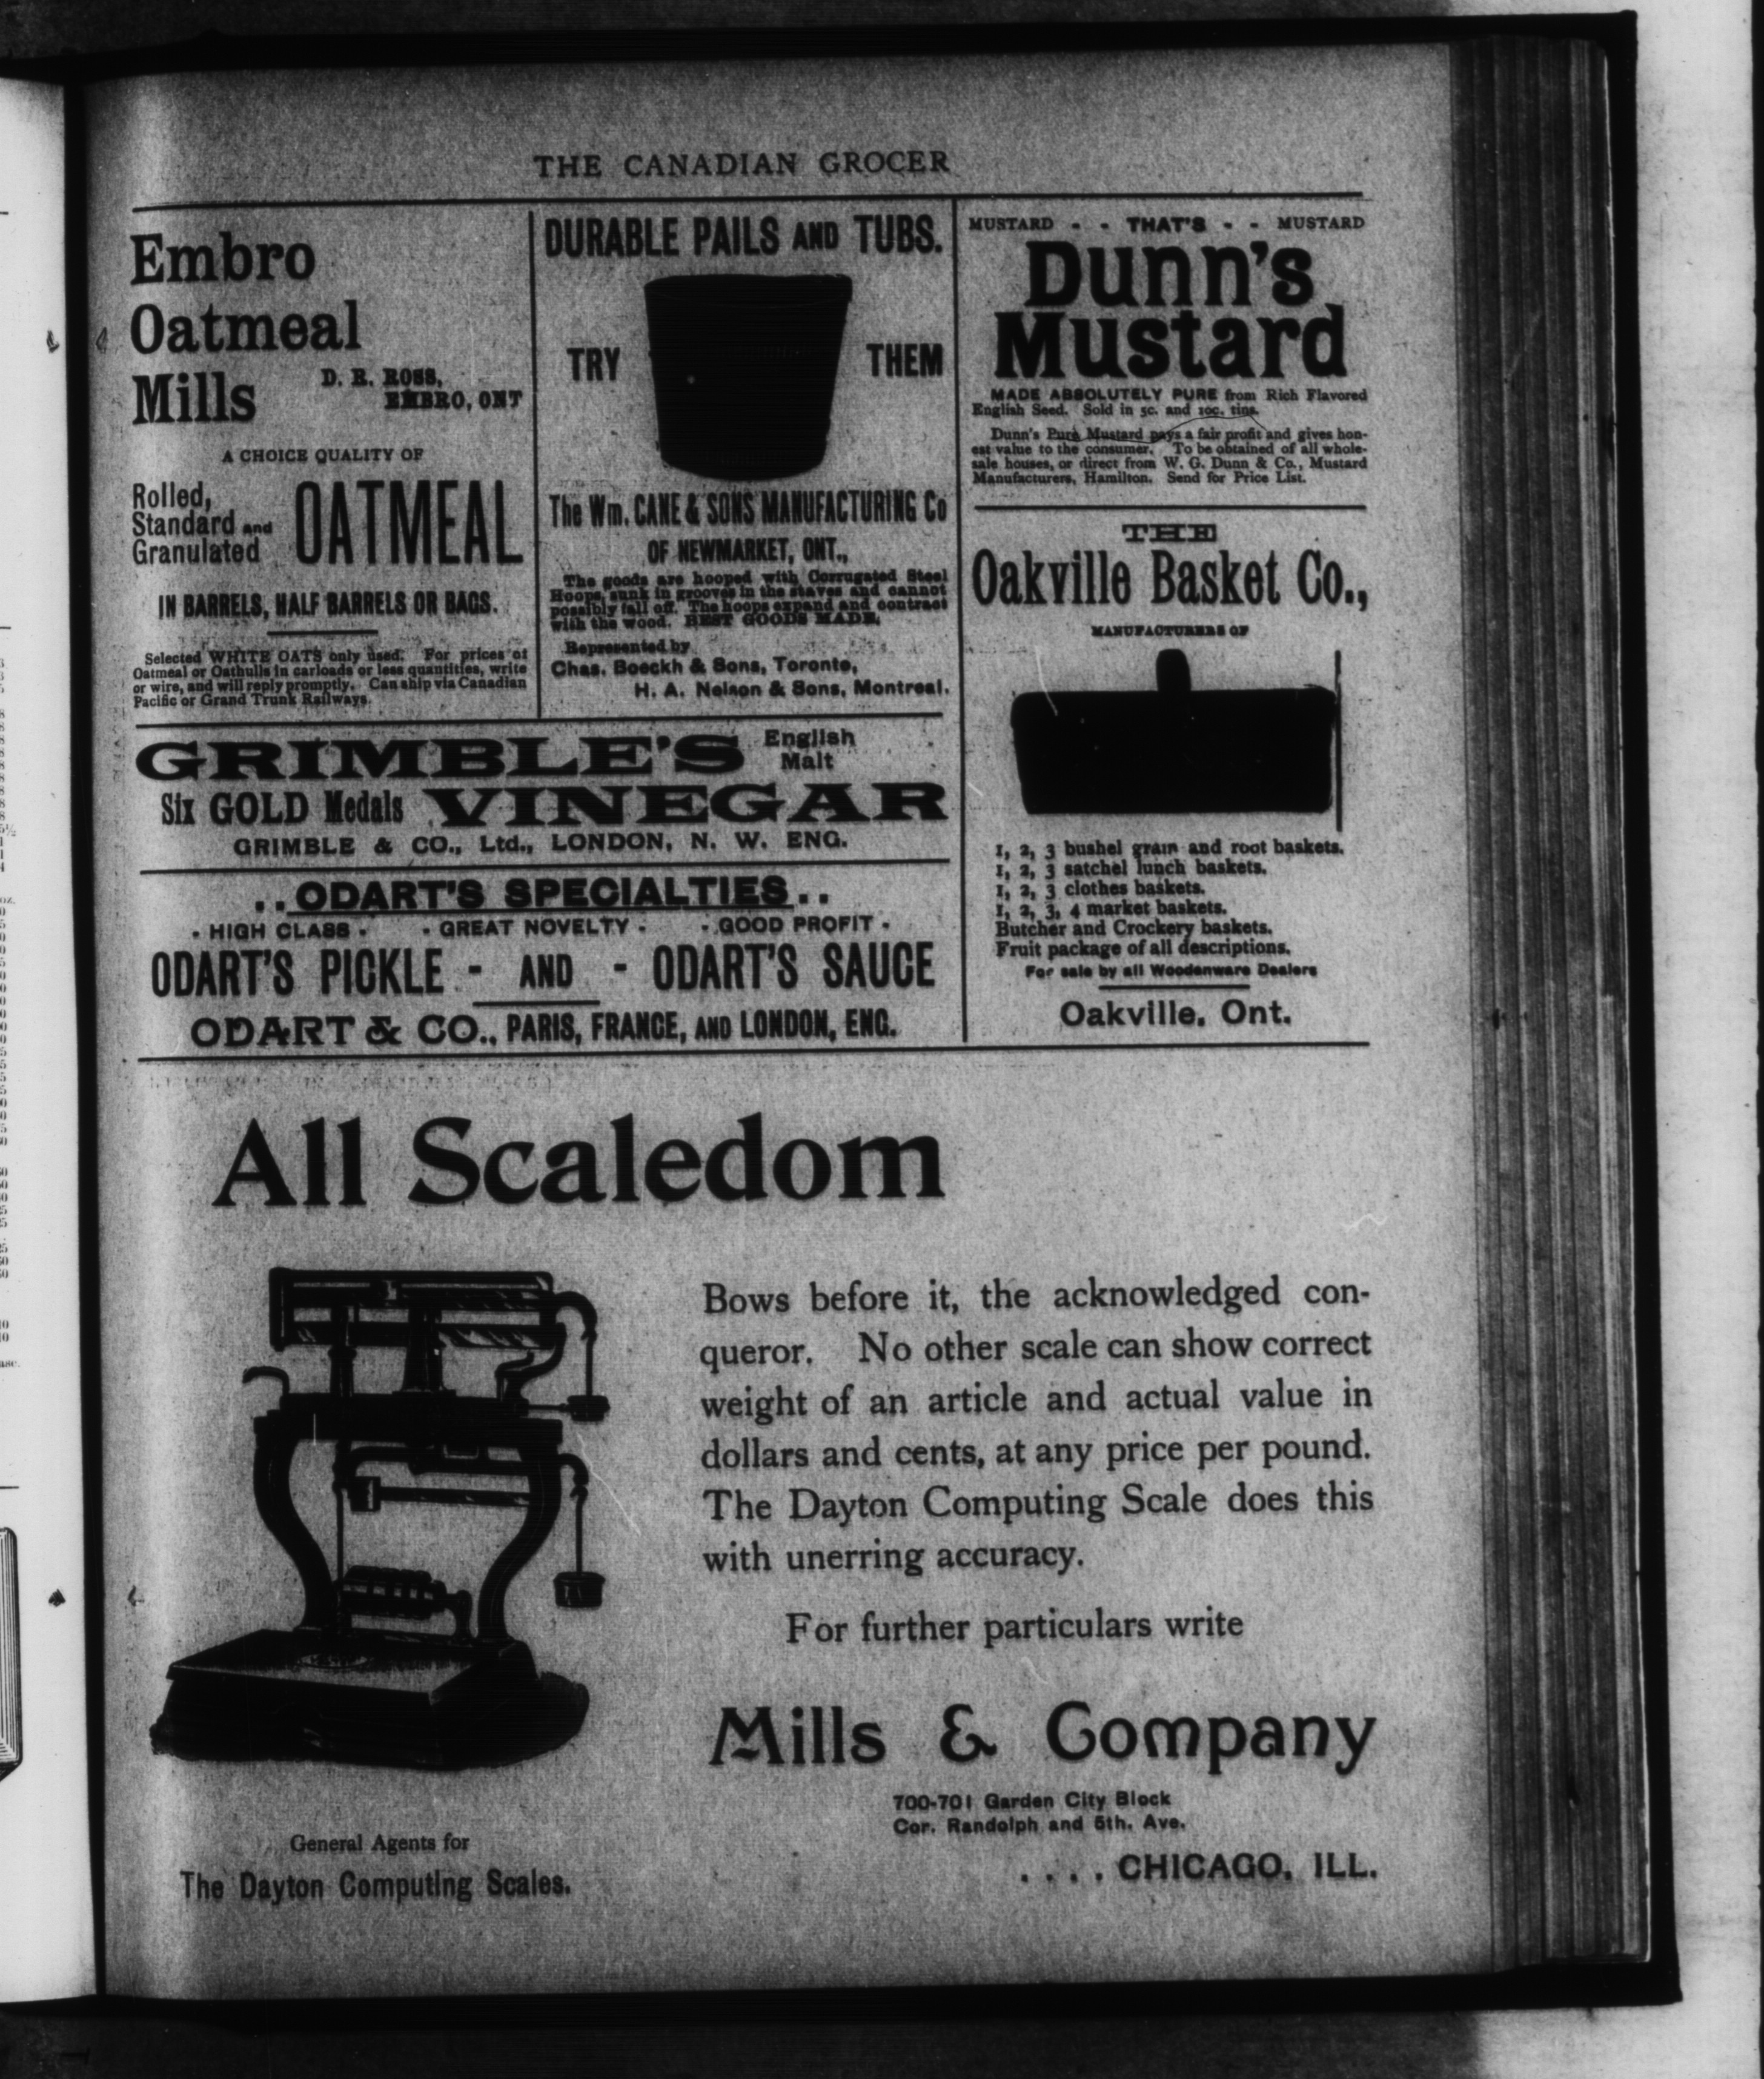 THE CANADIAN GROCER
Embro
Oatmeal
Mills
D. R. ROSS,
EMBRO, ONT
A CHOICE QUALITY OF
Rolled,
Standard and
Granulated
OATMEAL
IN BARRELS, HALF BARRELS OR BAGS.
Selected WHITE OATS only used. For prices of
Oatmeal or Oathulls in carloads or less quantities, write
or wire, and will reply promptly. Can ship via Canadian
Pacific or Grand Trunk Railways.
DURABLE PAILS AND TUBS.
TRY THEM
The Wm. CANE & SONS MANUFACTURING Co
OF NEWMARKET, ONT.,
The goods are hooped with Corrugated Steel
Hoops, sunk in grooves in the staves and cannot
possibly fall off. The hoops expand and contract
with the wood. BEST GOODS MADE.
Represented by
Chas. Boeckh & Sons, Toronto,
H. A. Nelson & Sons, Montreal.
MUSTARD - - THAT'S - - MUSTARD
Dunn's
Mustard
MADE ABSOLUTELY PURE from Rich Flavored
English Seed. Sold in 5c. and 10c. tins.
Dunn's Pure Mustard pays a fair profit and gives hon-
est value to the consumer. To be obtained of all whole-
sale houses, or direct from W. G. Dunn & Co., Mustard
Manufacturers, Hamilton. Send for Price List.
THE
Oakville Basket Co.,
MANUFACTURERS OF
1, 2, 3 bushel grain and root baskets.
1, 2, 3 satchel lunch baskets.
1, 2, 3 clothes baskets.
1, 2, 3, 4 market baskets.
Butcher and Crockery baskets.
Fruit package of all descriptions.
For sale by all Woodenware Dealers
Oakville, Ont.
GRIMBLE'S English
Malt
Six GOLD Medals VINEGAR
GRIMBLE & CO., Ltd., LONDON, N. W. ENG.
..ODART'S SPECIALTIES..
· HIGH CLASS · · GREAT NOVELTY · · GOOD PROFIT ·
ODART'S PICKLE - AND - ODART'S SAUCE
ODART & CO., PARIS, FRANCE, AND LONDON, ENG.
All Scaledom
Bows before it, the acknowledged con-
queror. No other scale can show correct
weight of an article and actual value in
dollars and cents, at any price per pound.
The Dayton Computing Scale does this
with unerring accuracy.
For further particulars write
Mills & Company
700-701 Garden City Block
Cor. Randolph and 5th. Ave.
. . . . CHICAGO, ILL.
General Agents for
The Dayton Computing Scales.